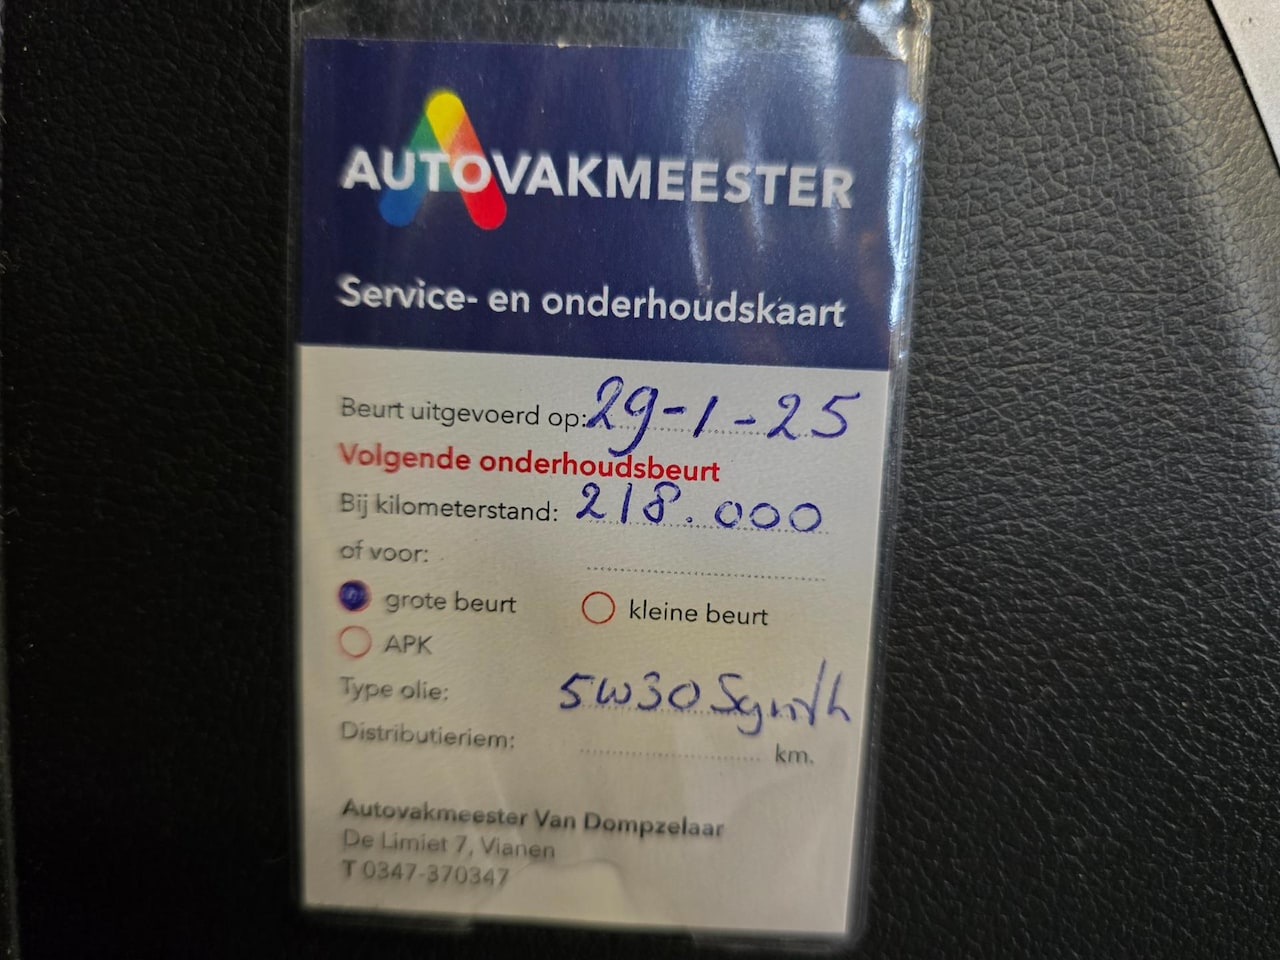 AUTOVAKMEESTER
Service- en onderhoudskaart
Beurt uitgevoerd op: 29-1-25
Volgende onderhoudsbeurt
Bij kilometerstand: 218.000
of voor:
grote beurt kleine beurt
APK
Type olie: 5W30 Synth
Distributieriem: km.
Autovakmeester Van Dompzelaar
De Limiet 7, Vianen
T 0347-370347